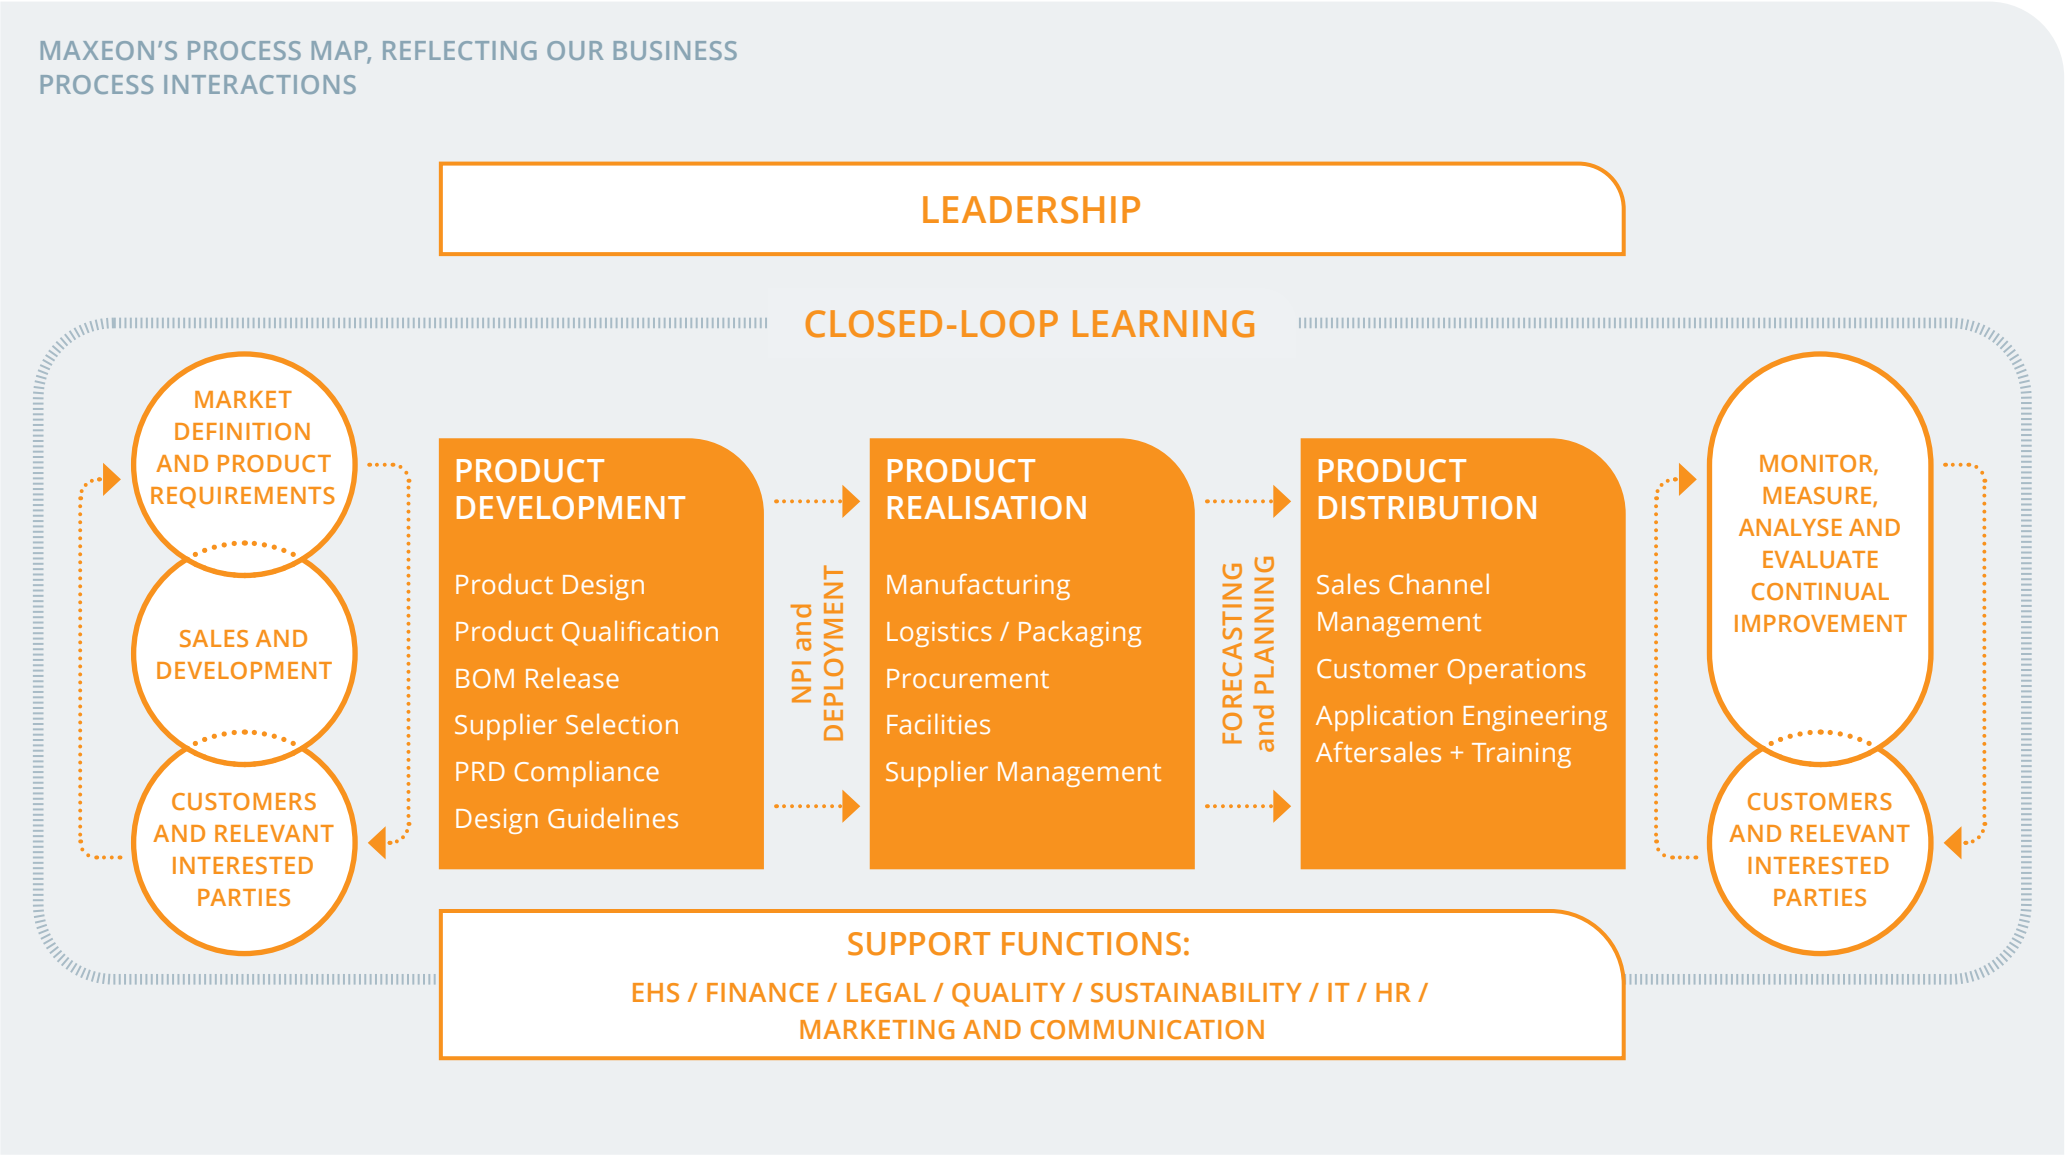 MAXEON'S PROCESS MAP, REFLECTING OUR BUSINESS
PROCESS INTERACTIONS
LEADERSHIP
CLOSED-LOOP LEARNING
MARKET
DEFINITION
AND PRODUCT
REQUIREMENTS
SALES AND
DEVELOPMENT
CUSTOMERS
AND RELEVANT
INTERESTED
PARTIES
PRODUCT
DEVELOPMENT
Product Design
Product Qualification
BOM Release
Supplier Selection
PRD Compliance
Design Guidelines
NPI and
DEPLOYMENT
PRODUCT
REALISATION
Manufacturing
Logistics / Packaging
Procurement
Facilities
Supplier Management
FORECASTING
and PLANNING
PRODUCT
DISTRIBUTION
Sales Channel
Management
Customer Operations
Application Engineering
Aftersales + Training
MONITOR,
MEASURE,
ANALYSE AND
EVALUATE
CONTINUAL
IMPROVEMENT
CUSTOMERS
AND RELEVANT
INTERESTED
PARTIES
SUPPORT FUNCTIONS:
EHS / FINANCE / LEGAL / QUALITY / SUSTAINABILITY / IT / HR /
MARKETING AND COMMUNICATION